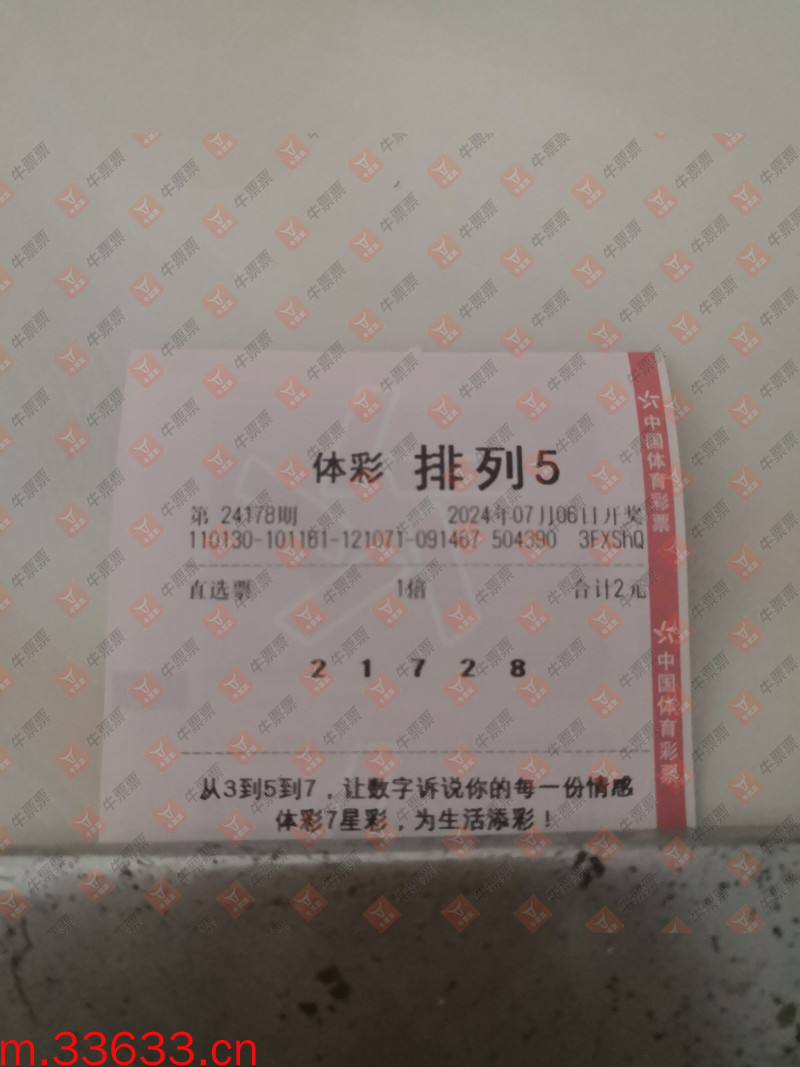 体彩 排列5
第 24178期 2024年07月06日开奖
110130-101181-121071-091467 504390 3FXShQ
直选票 1倍 合计2元
2 1 7 2 8
从3到5到7，让数字诉说你的每一份情感
体彩7星彩，为生活添彩！
中国体育彩票
中国体育彩票
牛票票
m.33633.cn